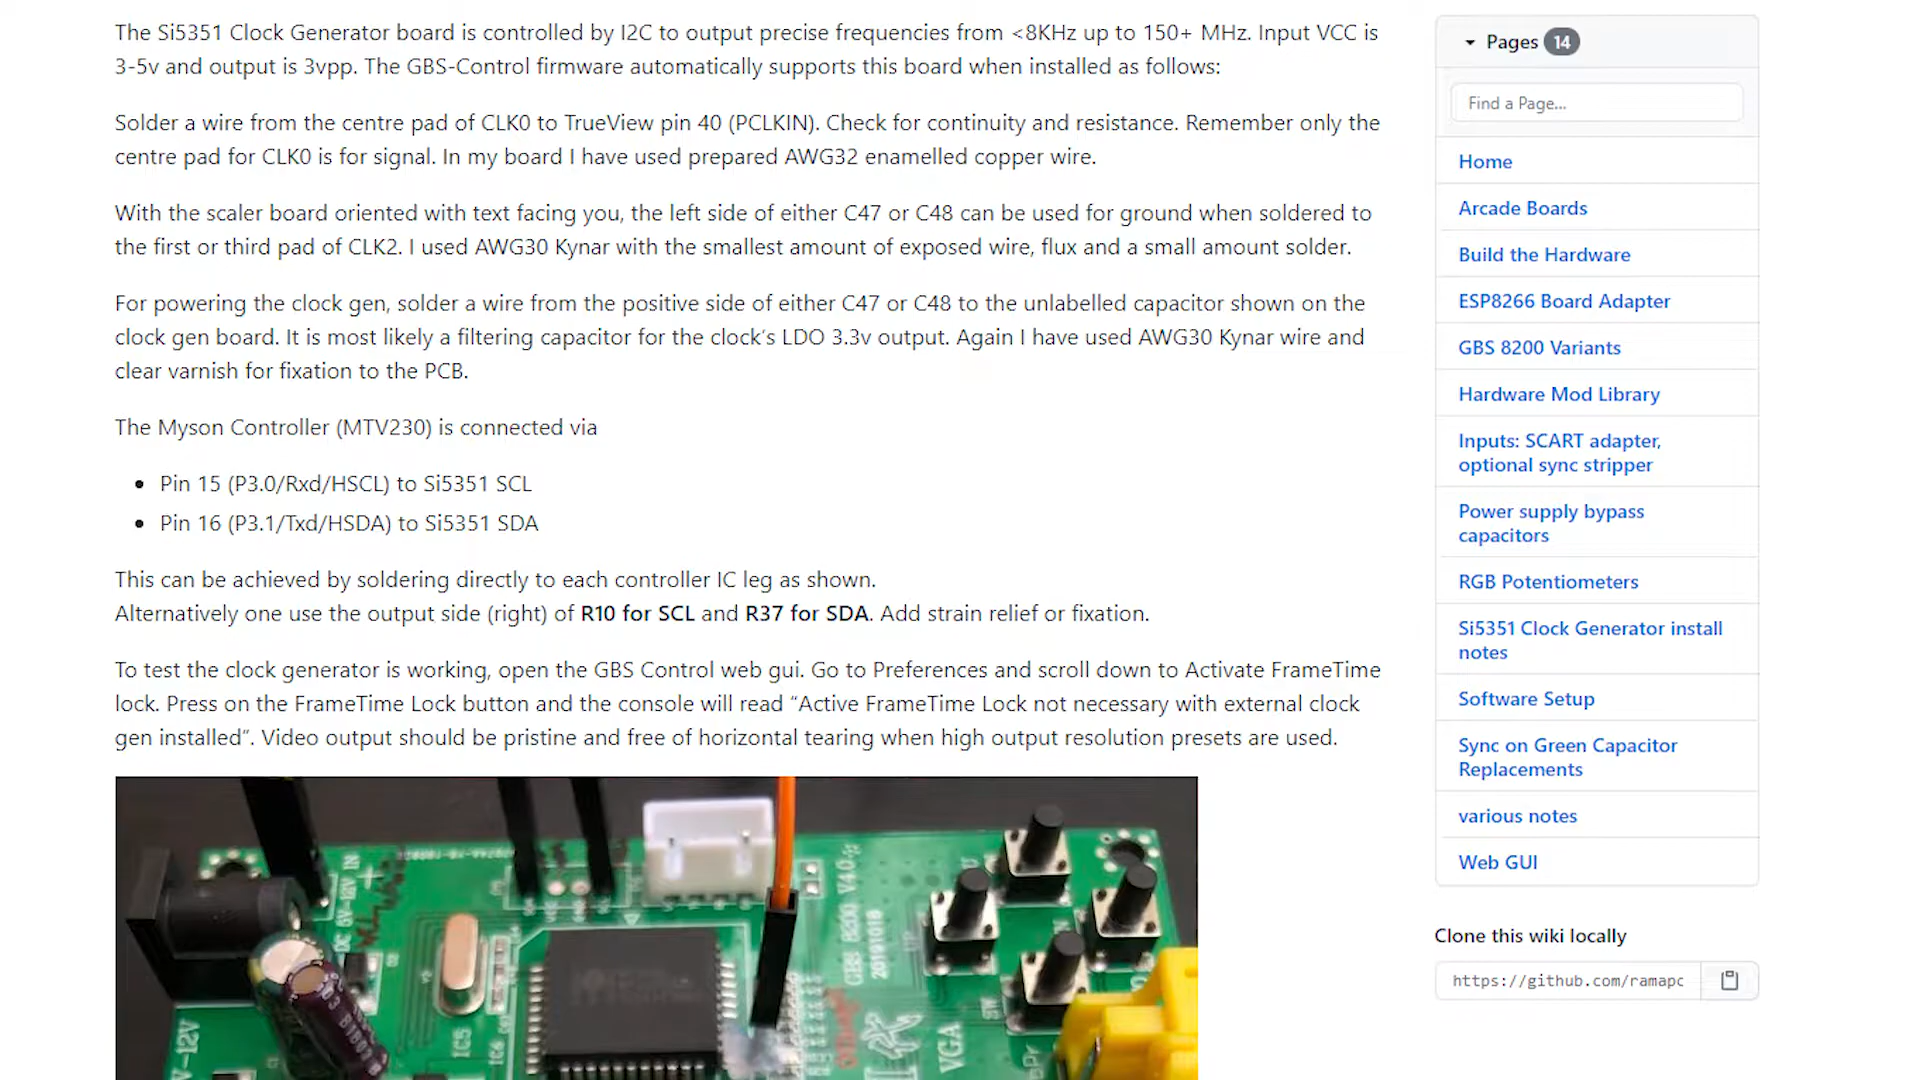 The Si5351 Clock Generator board is controlled by I2C to output precise frequencies from <8KHz up to 150+ MHz. Input VCC is
3-5v and output is 3vpp. The GBS-Control firmware automatically supports this board when installed as follows:
Solder a wire from the centre pad of CLK0 to TrueView pin 40 (PCLKIN). Check for continuity and resistance. Remember only the
centre pad for CLK0 is for signal. In my board I have used prepared AWG32 enamelled copper wire.
With the scaler board oriented with text facing you, the left side of either C47 or C48 can be used for ground when soldered to
the first or third pad of CLK2. I used AWG30 Kynar with the smallest amount of exposed wire, flux and a small amount solder.
For powering the clock gen, solder a wire from the positive side of either C47 or C48 to the unlabelled capacitor shown on the
clock gen board. It is most likely a filtering capacitor for the clock's LDO 3.3v output. Again I have used AWG30 Kynar wire and
clear varnish for fixation to the PCB.
The Myson Controller (MTV230) is connected via
• Pin 15 (P3.0/Rxd/HSCL) to Si5351 SCL
• Pin 16 (P3.1/Txd/HSDA) to Si5351 SDA
This can be achieved by soldering directly to each controller IC leg as shown.
Alternatively one use the output side (right) of R10 for SCL and R37 for SDA. Add strain relief or fixation.
To test the clock generator is working, open the GBS Control web gui. Go to Preferences and scroll down to Activate FrameTime
lock. Press on the FrameTime Lock button and the console will read “Active FrameTime Lock not necessary with external clock
gen installed”. Video output should be pristine and free of horizontal tearing when high output resolution presets are used.
DC 5V-12V IN
V-12V
IC5
IC6
GBS 8200 V4.0
20191018
VGA
Pages 14
Find a Page...
Home
Arcade Boards
Build the Hardware
ESP8266 Board Adapter
GBS 8200 Variants
Hardware Mod Library
Inputs: SCART adapter,
optional sync stripper
Power supply bypass
capacitors
RGB Potentiometers
Si5351 Clock Generator install
notes
Software Setup
Sync on Green Capacitor
Replacements
various notes
Web GUI
Clone this wiki locally
https://github.com/ramapc